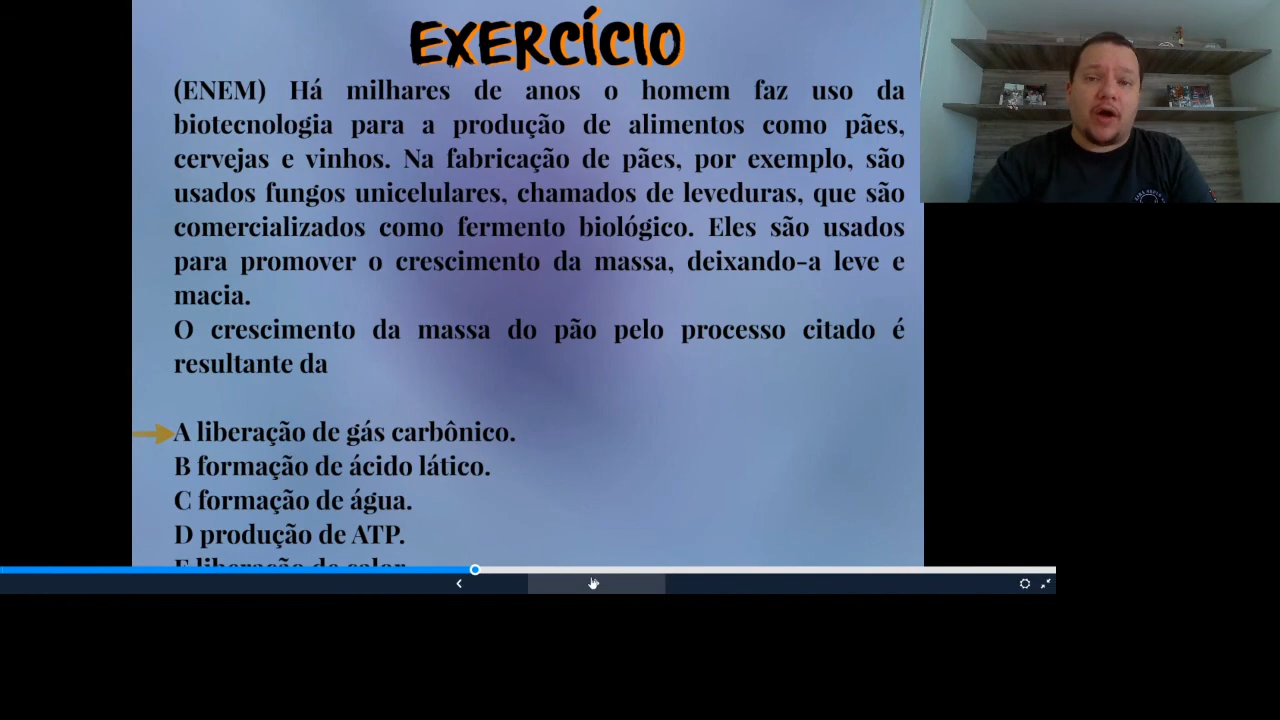 EXERCÍCIO
(ENEM) Há milhares de anos o homem faz uso da
biotecnologia para a produção de alimentos como pães,
cervejas e vinhos. Na fabricação de pães, por exemplo, são
usados fungos unicelulares, chamados de leveduras, que são
comercializados como fermento biológico. Eles são usados
para promover o crescimento da massa, deixando-a leve e
macia.
O crescimento da massa do pão pelo processo citado é
resultante da
A liberação de gás carbônico.
B formação de ácido lático.
C formação de água.
D produção de ATP.
E liberação de calor.